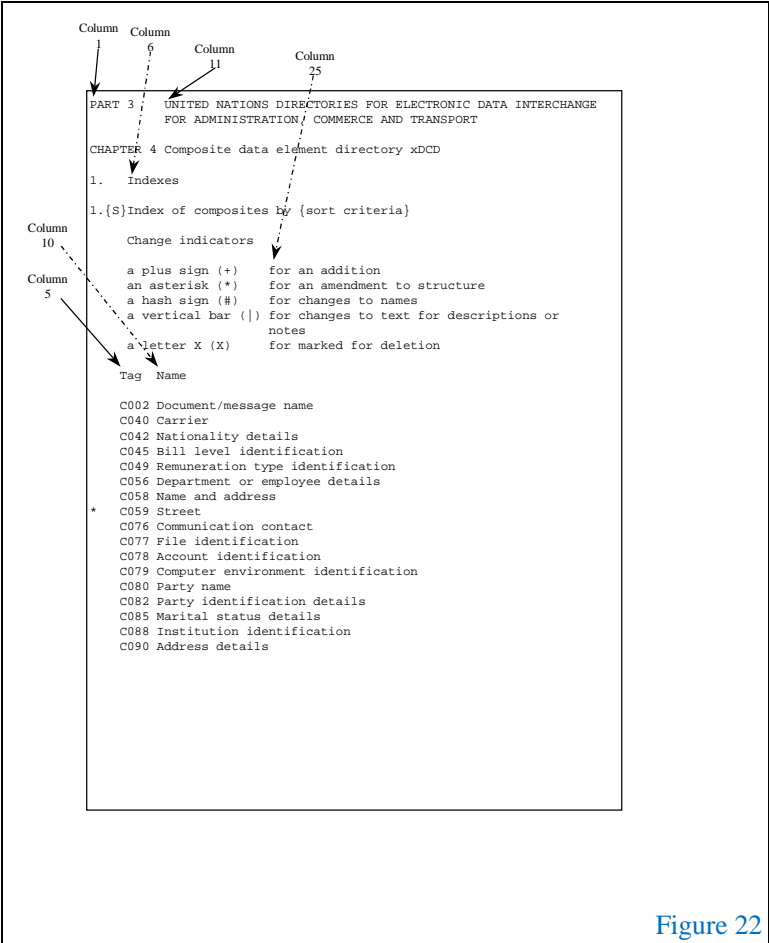 Column
1
Column
6
Column
11
Column
25
PART 3    UNITED NATIONS DIRECTORIES FOR ELECTRONIC DATA INTERCHANGE
          FOR ADMINISTRATION, COMMERCE AND TRANSPORT
CHAPTER 4 Composite data element directory xDCD
1.   Indexes
1.{S}Index of composites by {sort criteria}
Column
10
     Change indicators
Column
5
     a plus sign (+)    for an addition
     an asterisk (*)    for an amendment to structure
     a hash sign (#)    for changes to names
     a vertical bar (|) for changes to text for descriptions or
                        notes
     a letter X (X)     for marked for deletion
    Tag  Name
    C002 Document/message name
    C040 Carrier
    C042 Nationality details
    C045 Bill level identification
    C049 Remuneration type identification
    C056 Department or employee details
    C058 Name and address
*   C059 Street
    C076 Communication contact
    C077 File identification
    C078 Account identification
    C079 Computer environment identification
    C080 Party name
    C082 Party identification details
    C085 Marital status details
    C088 Institution identification
    C090 Address details
Figure 22